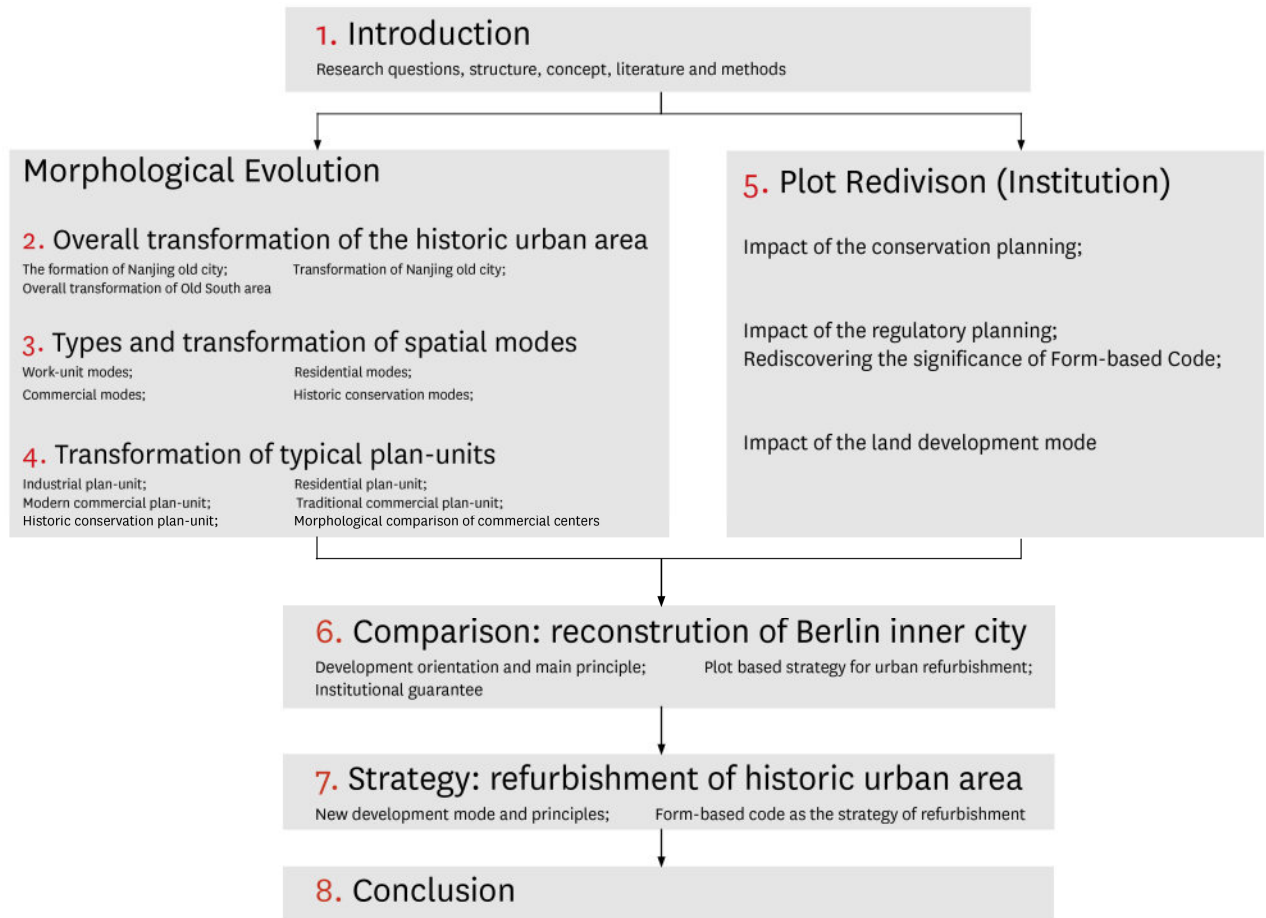 1. Introduction
Research questions, structure, concept, literature and methods
Morphological Evolution
2. Overall transformation of the historic urban area
The formation of Nanjing old city; Transformation of Nanjing old city;
Overall transformation of Old South area
3. Types and transformation of spatial modes
Work-unit modes; Residential modes;
Commercial modes; Historic conservation modes;
4. Transformation of typical plan-units
Industrial plan-unit; Residential plan-unit;
Modern commercial plan-unit; Traditional commercial plan-unit;
Historic conservation plan-unit; Morphological comparison of commercial centers
5. Plot Redivison (Institution)
Impact of the conservation planning;
Impact of the regulatory planning;
Rediscovering the significance of Form-based Code;
Impact of the land development mode
6. Comparison: reconstrution of Berlin inner city
Development orientation and main principle; Plot based strategy for urban refurbishment;
Institutional guarantee
7. Strategy: refurbishment of historic urban area
New development mode and principles; Form-based code as the strategy of refurbishment
8. Conclusion